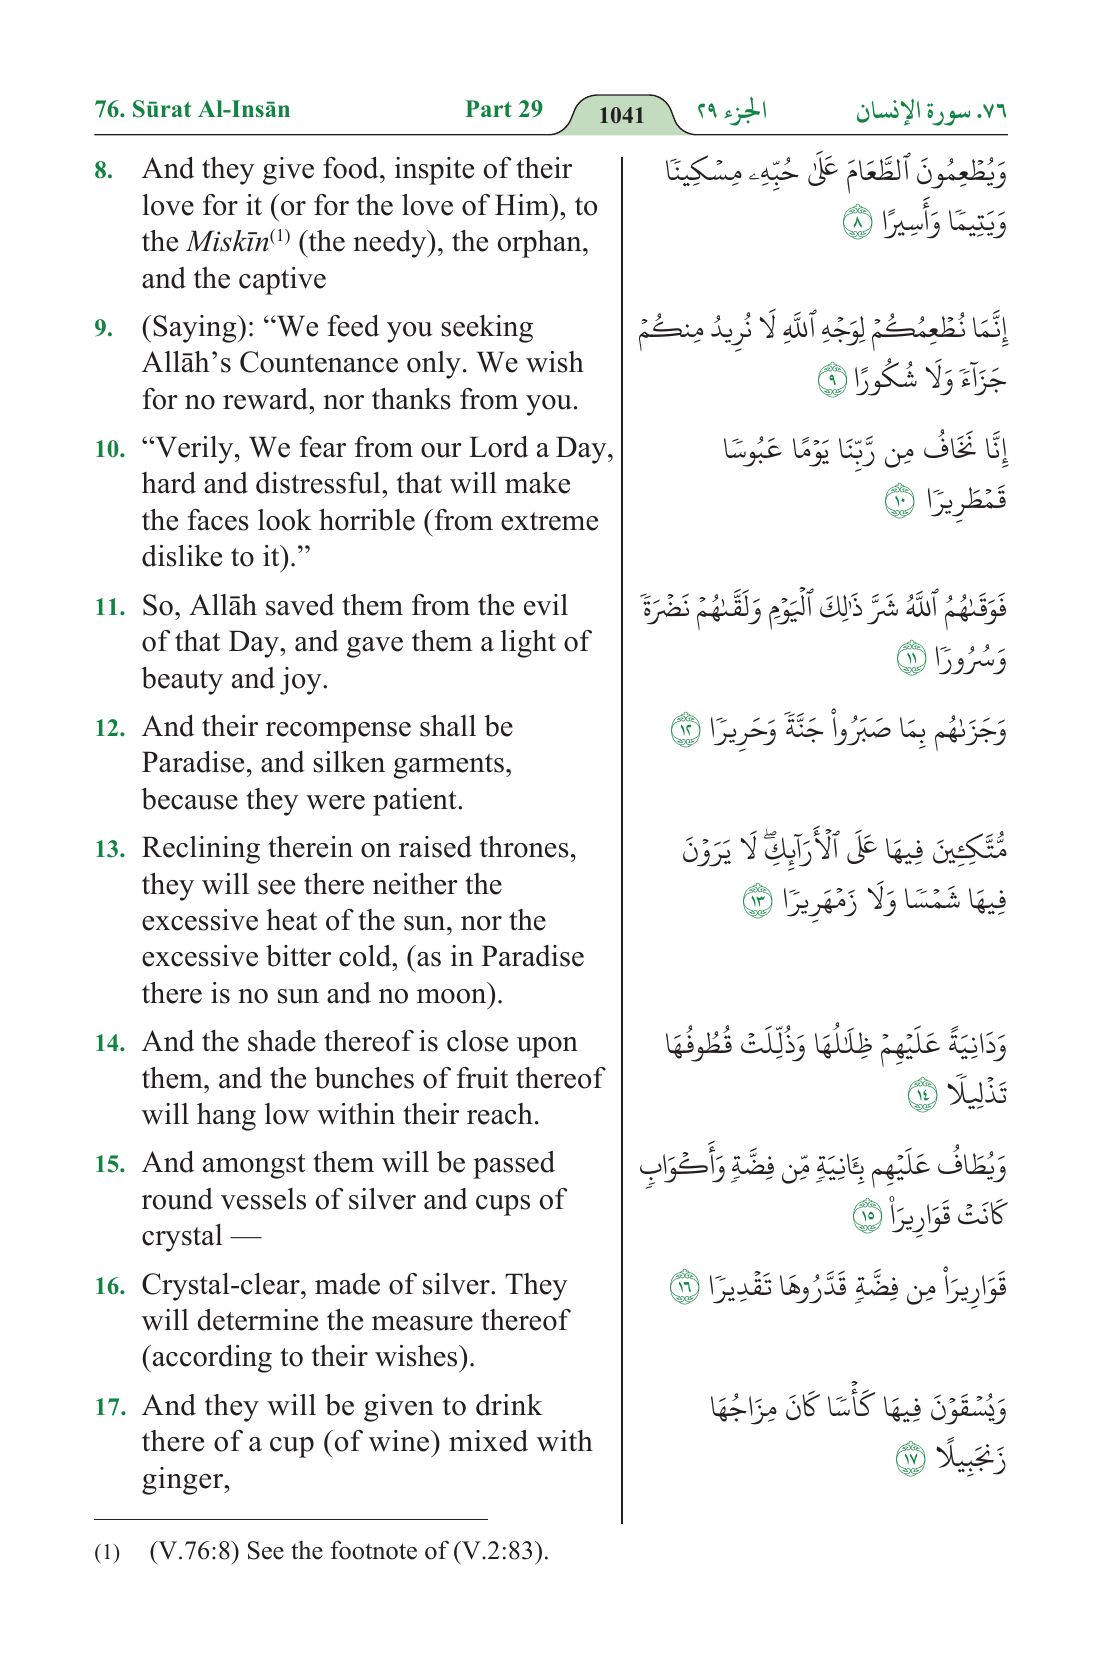 76. Sūrat Al-Insān Part 29 1041 الجزء ٢٩ ٧٦. سورة الإنسان
8. And they give food, inspite of their
love for it (or for the love of Him), to
the Miskīn(1) (the needy), the orphan,
and the captive
وَيُطۡعِمُونَ ٱلطَّعَامَ عَلَىٰ حُبِّهِۦ مِسۡكِينٗا
وَيَتِيمٗا وَأَسِيرًا ٨
9. (Saying): “We feed you seeking
Allāh’s Countenance only. We wish
for no reward, nor thanks from you.
إِنَّمَا نُطۡعِمُكُمۡ لِوَجۡهِ ٱللَّهِ لَا نُرِيدُ مِنكُمۡ
جَزَآءٗ وَلَا شُكُورًا ٩
10. “Verily, We fear from our Lord a Day,
hard and distressful, that will make
the faces look horrible (from extreme
dislike to it).”
إِنَّا نَخَافُ مِن رَّبِّنَا يَوۡمًا عَبُوسٗا
قَمۡطَرِيرٗا ١٠
11. So, Allāh saved them from the evil
of that Day, and gave them a light of
beauty and joy.
فَوَقَىٰهُمُ ٱللَّهُ شَرَّ ذَٰلِكَ ٱلۡيَوۡمِ وَلَقَّىٰهُمۡ نَضۡرَةٗ
وَسُرُورٗا ١١
12. And their recompense shall be
Paradise, and silken garments,
because they were patient.
وَجَزَىٰهُم بِمَا صَبَرُواْ جَنَّةٗ وَحَرِيرٗا ١٢
13. Reclining therein on raised thrones,
they will see there neither the
excessive heat of the sun, nor the
excessive bitter cold, (as in Paradise
there is no sun and no moon).
مُّتَّكِـِٔينَ فِيهَا عَلَى ٱلۡأَرَآئِكِۖ لَا يَرَوۡنَ
فِيهَا شَمۡسٗا وَلَا زَمۡهَرِيرٗا ١٣
14. And the shade thereof is close upon
them, and the bunches of fruit thereof
will hang low within their reach.
وَدَانِيَةً عَلَيۡهِمۡ ظِلَٰلُهَا وَذُلِّلَتۡ قُطُوفُهَا
تَذۡلِيلٗا ١٤
15. And amongst them will be passed
round vessels of silver and cups of
crystal —
وَيُطَافُ عَلَيۡهِم بِـَٔانِيَةٖ مِّن فِضَّةٖ وَأَكۡوَابٖ
كَانَتۡ قَوَارِيرَا۠ ١٥
16. Crystal-clear, made of silver. They
will determine the measure thereof
(according to their wishes).
قَوَارِيرَاْ مِن فِضَّةٖ قَدَّرُوهَا تَقۡدِيرٗا ١٦
17. And they will be given to drink
there of a cup (of wine) mixed with
ginger,
وَيُسۡقَوۡنَ فِيهَا كَأۡسٗا كَانَ مِزَاجُهَا
زَنجَبِيلًا ١٧
(1) (V.76:8) See the footnote of (V.2:83).